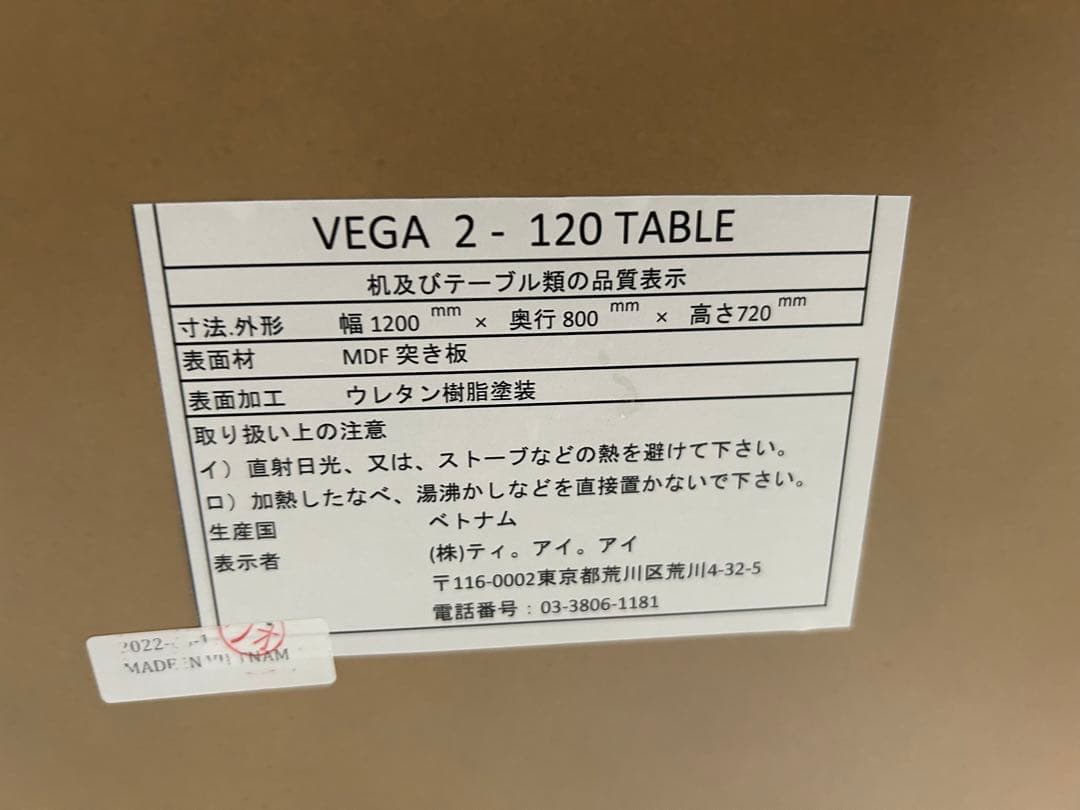 VEGA 2 - 120 TABLE
机及びテーブル類の品質表示
寸法.外形 幅 1200 mm × 奥行 800 mm × 高さ720 mm
表面材 MDF 突き板
表面加工 ウレタン樹脂塗装
取り扱い上の注意
イ）直射日光、又は、ストーブなどの熱を避けて下さい。
ロ）加熱したなべ、湯沸かしなどを直接置かないで下さい。
生産国 ベトナム
表示者 (株)ティ。アイ。アイ
〒116-0002東京都荒川区荒川4-32-5
電話番号：03-3806-1181
2022-
MADE IN VIETNAM